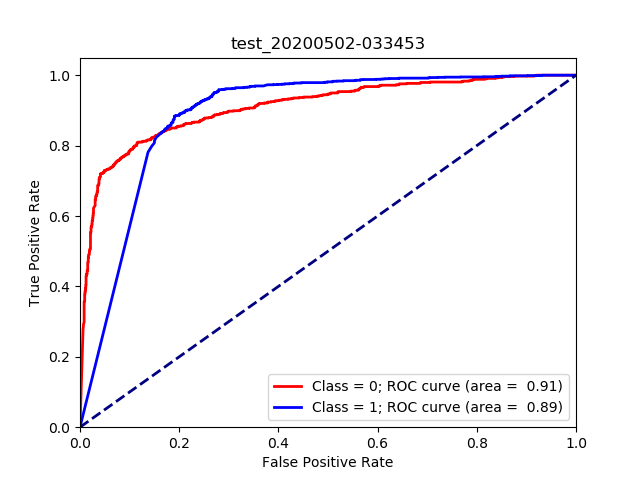 test_20200502-033453
True Positive Rate
1.0
0.8
0.6
0.4
0.2
0.0
Class = 0; ROC curve (area =  0.91)
Class = 1; ROC curve (area =  0.89)
0.0 0.2 0.4 0.6 0.8 1.0
False Positive Rate